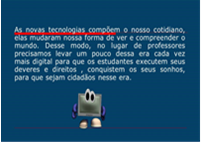 As novas tecnologias compõem o nosso cotidiano,
elas mudaram nossa forma de ver e compreender o
mundo. Desse modo, no lugar de professores
precisamos levar um pouco dessa era cada vez
mais digital para que os estudantes executem seus
deveres e direitos , conquistem os seus sonhos,
para que sejam cidadãos nesse era.